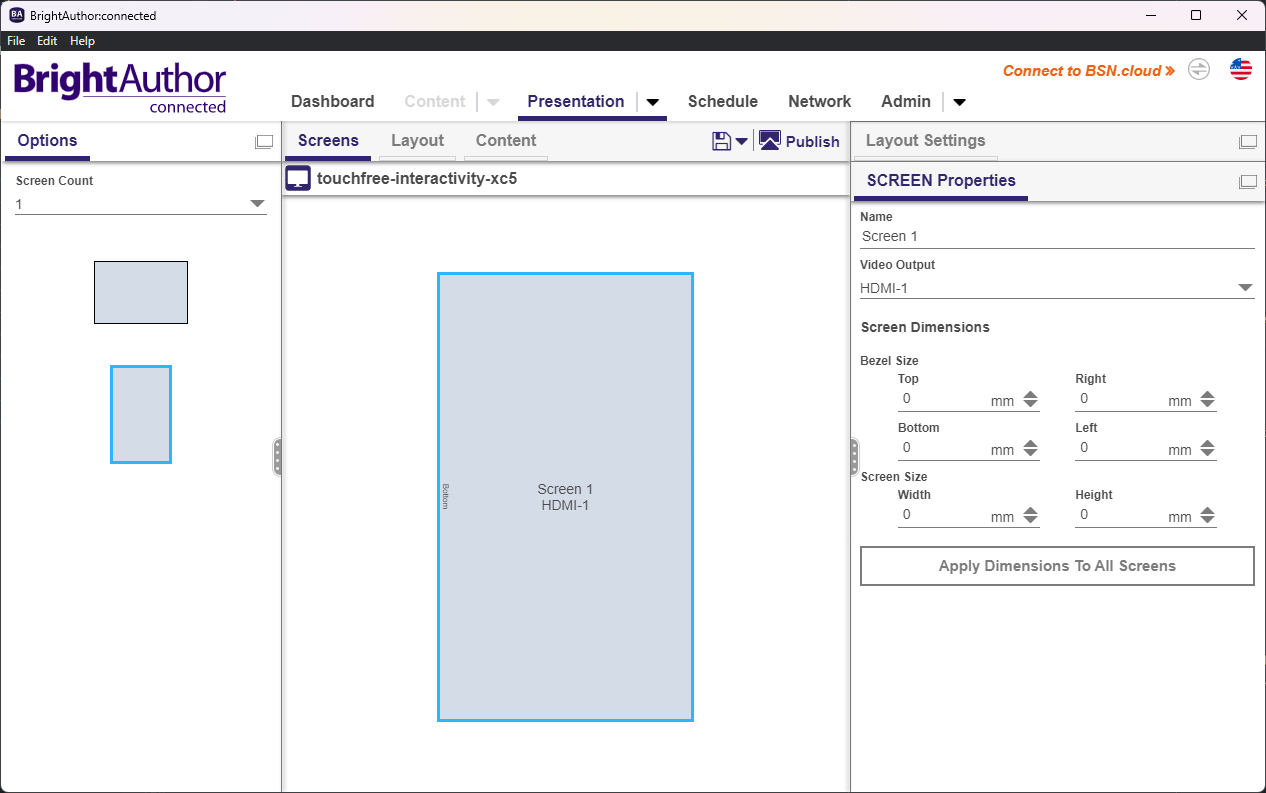 BA BrightAuthor:connected
File Edit Help
BrightAuthor
connected
Dashboard Content Presentation Schedule Network Admin
Connect to BSN.cloud »
Options
Screen Count
1
Screens Layout Content Publish
touchfree-interactivity-xc5
Bottom
Screen 1
HDMI-1
Layout Settings
SCREEN Properties
Name
Screen 1
Video Output
HDMI-1
Screen Dimensions
Bezel Size
Top Right
0 mm 0 mm
Bottom Left
0 mm 0 mm
Screen Size
Width Height
0 mm 0 mm
Apply Dimensions To All Screens